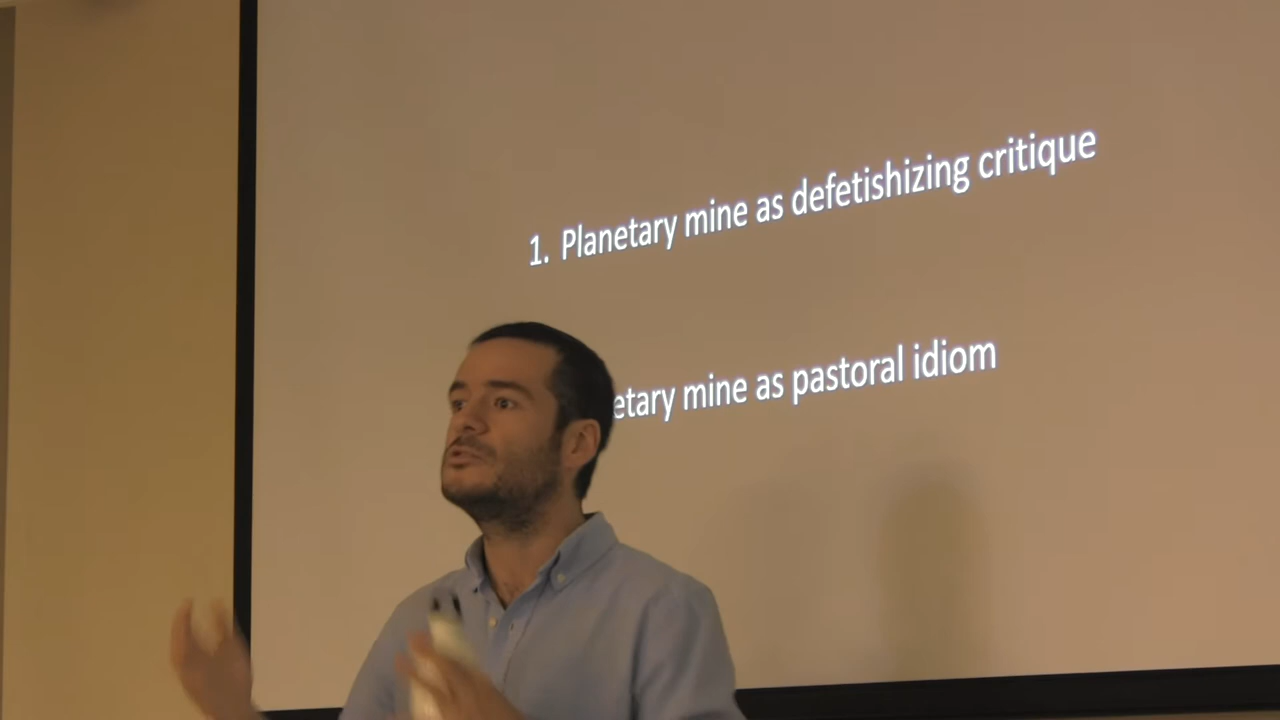 1. Planetary mine as defetishizing critique
etary mine as pastoral idiom